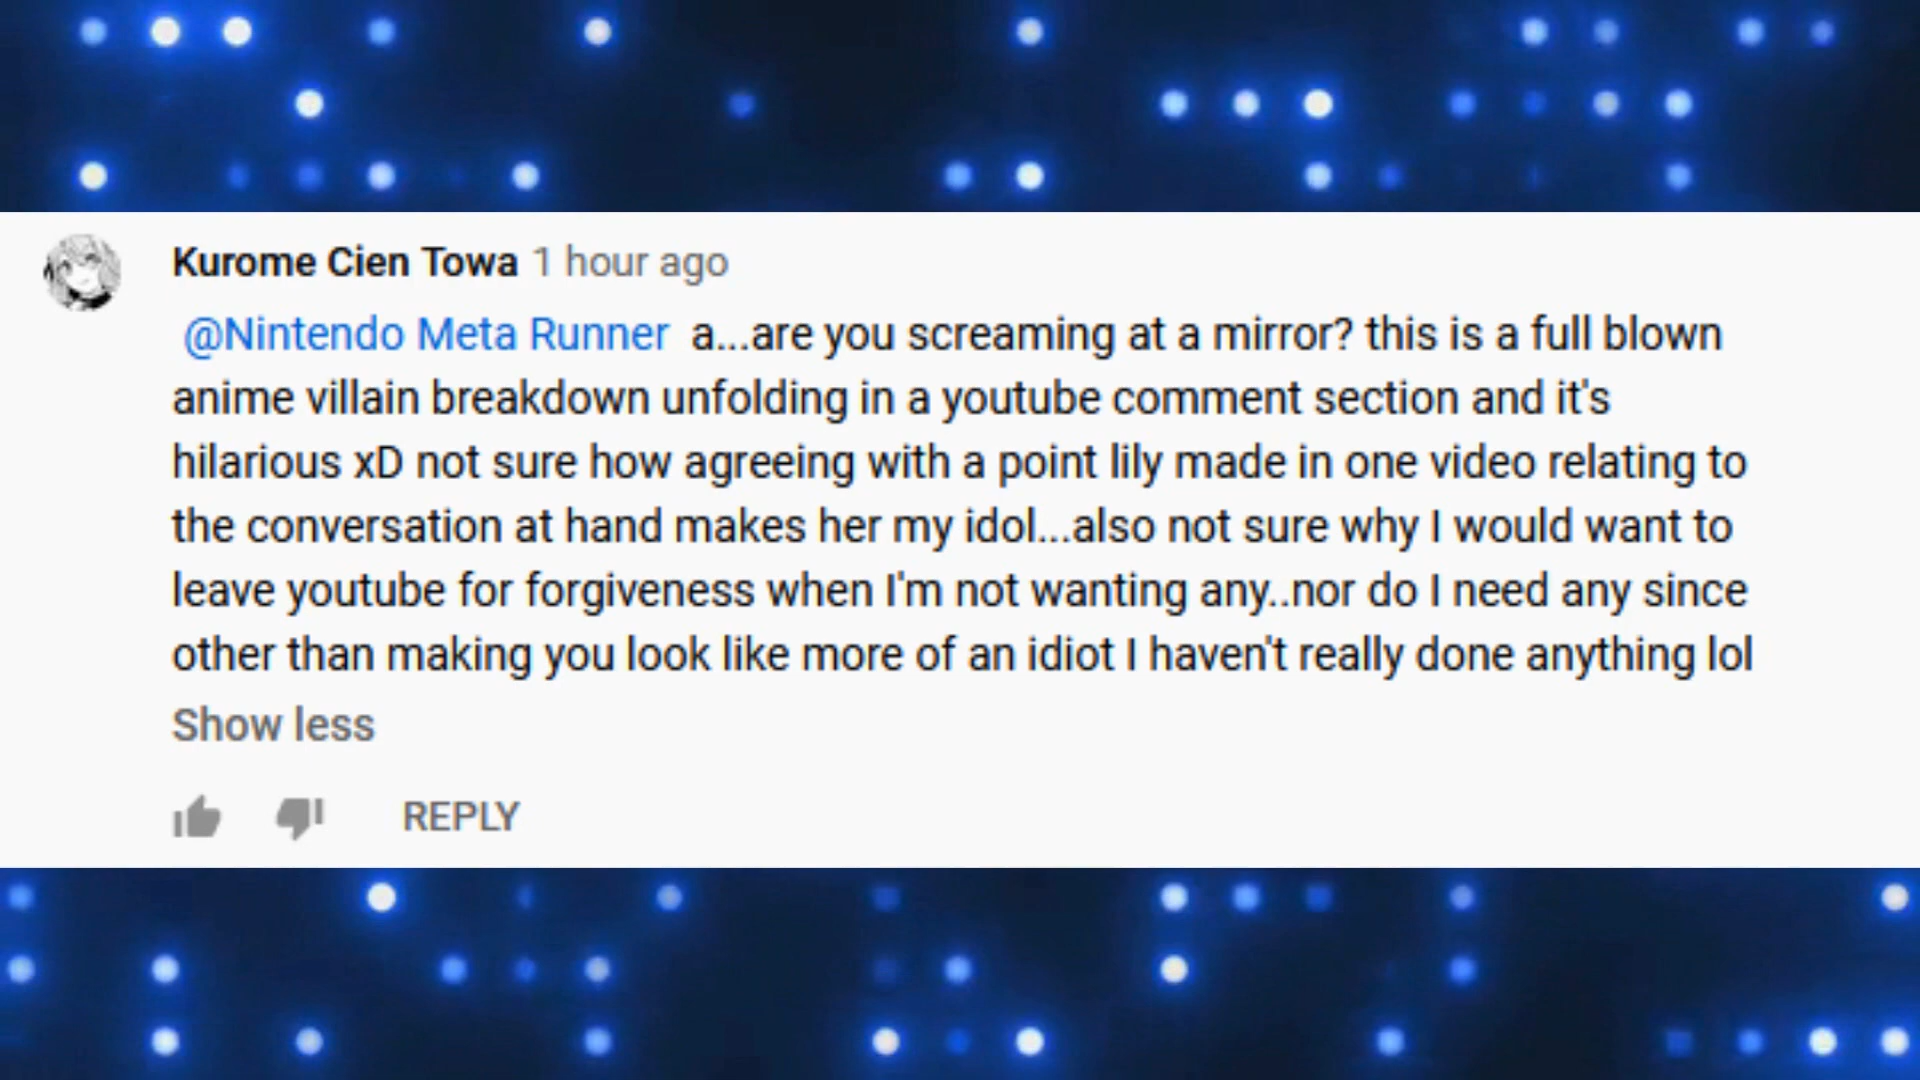 Kurome Cien Towa 1 hour ago
@Nintendo Meta Runner a...are you screaming at a mirror? this is a full blown
anime villain breakdown unfolding in a youtube comment section and it's
hilarious xD not sure how agreeing with a point lily made in one video relating to
the conversation at hand makes her my idol...also not sure why I would want to
leave youtube for forgiveness when I'm not wanting any..nor do I need any since
other than making you look like more of an idiot I haven't really done anything lol
Show less
REPLY